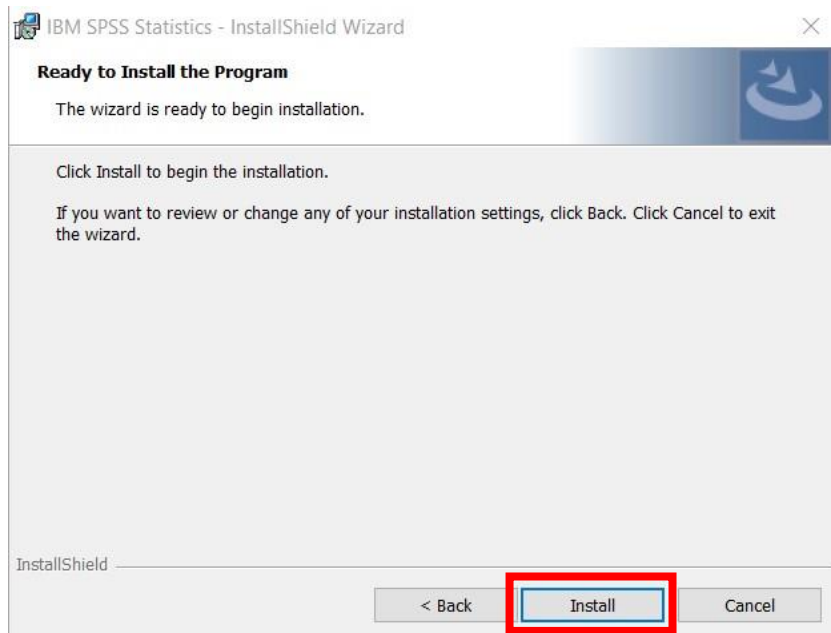 IBM SPSS Statistics - InstallShield Wizard
Ready to Install the Program
The wizard is ready to begin installation.
Click Install to begin the installation.
If you want to review or change any of your installation settings, click Back. Click Cancel to exit
the wizard.
InstallShield
< Back Install Cancel